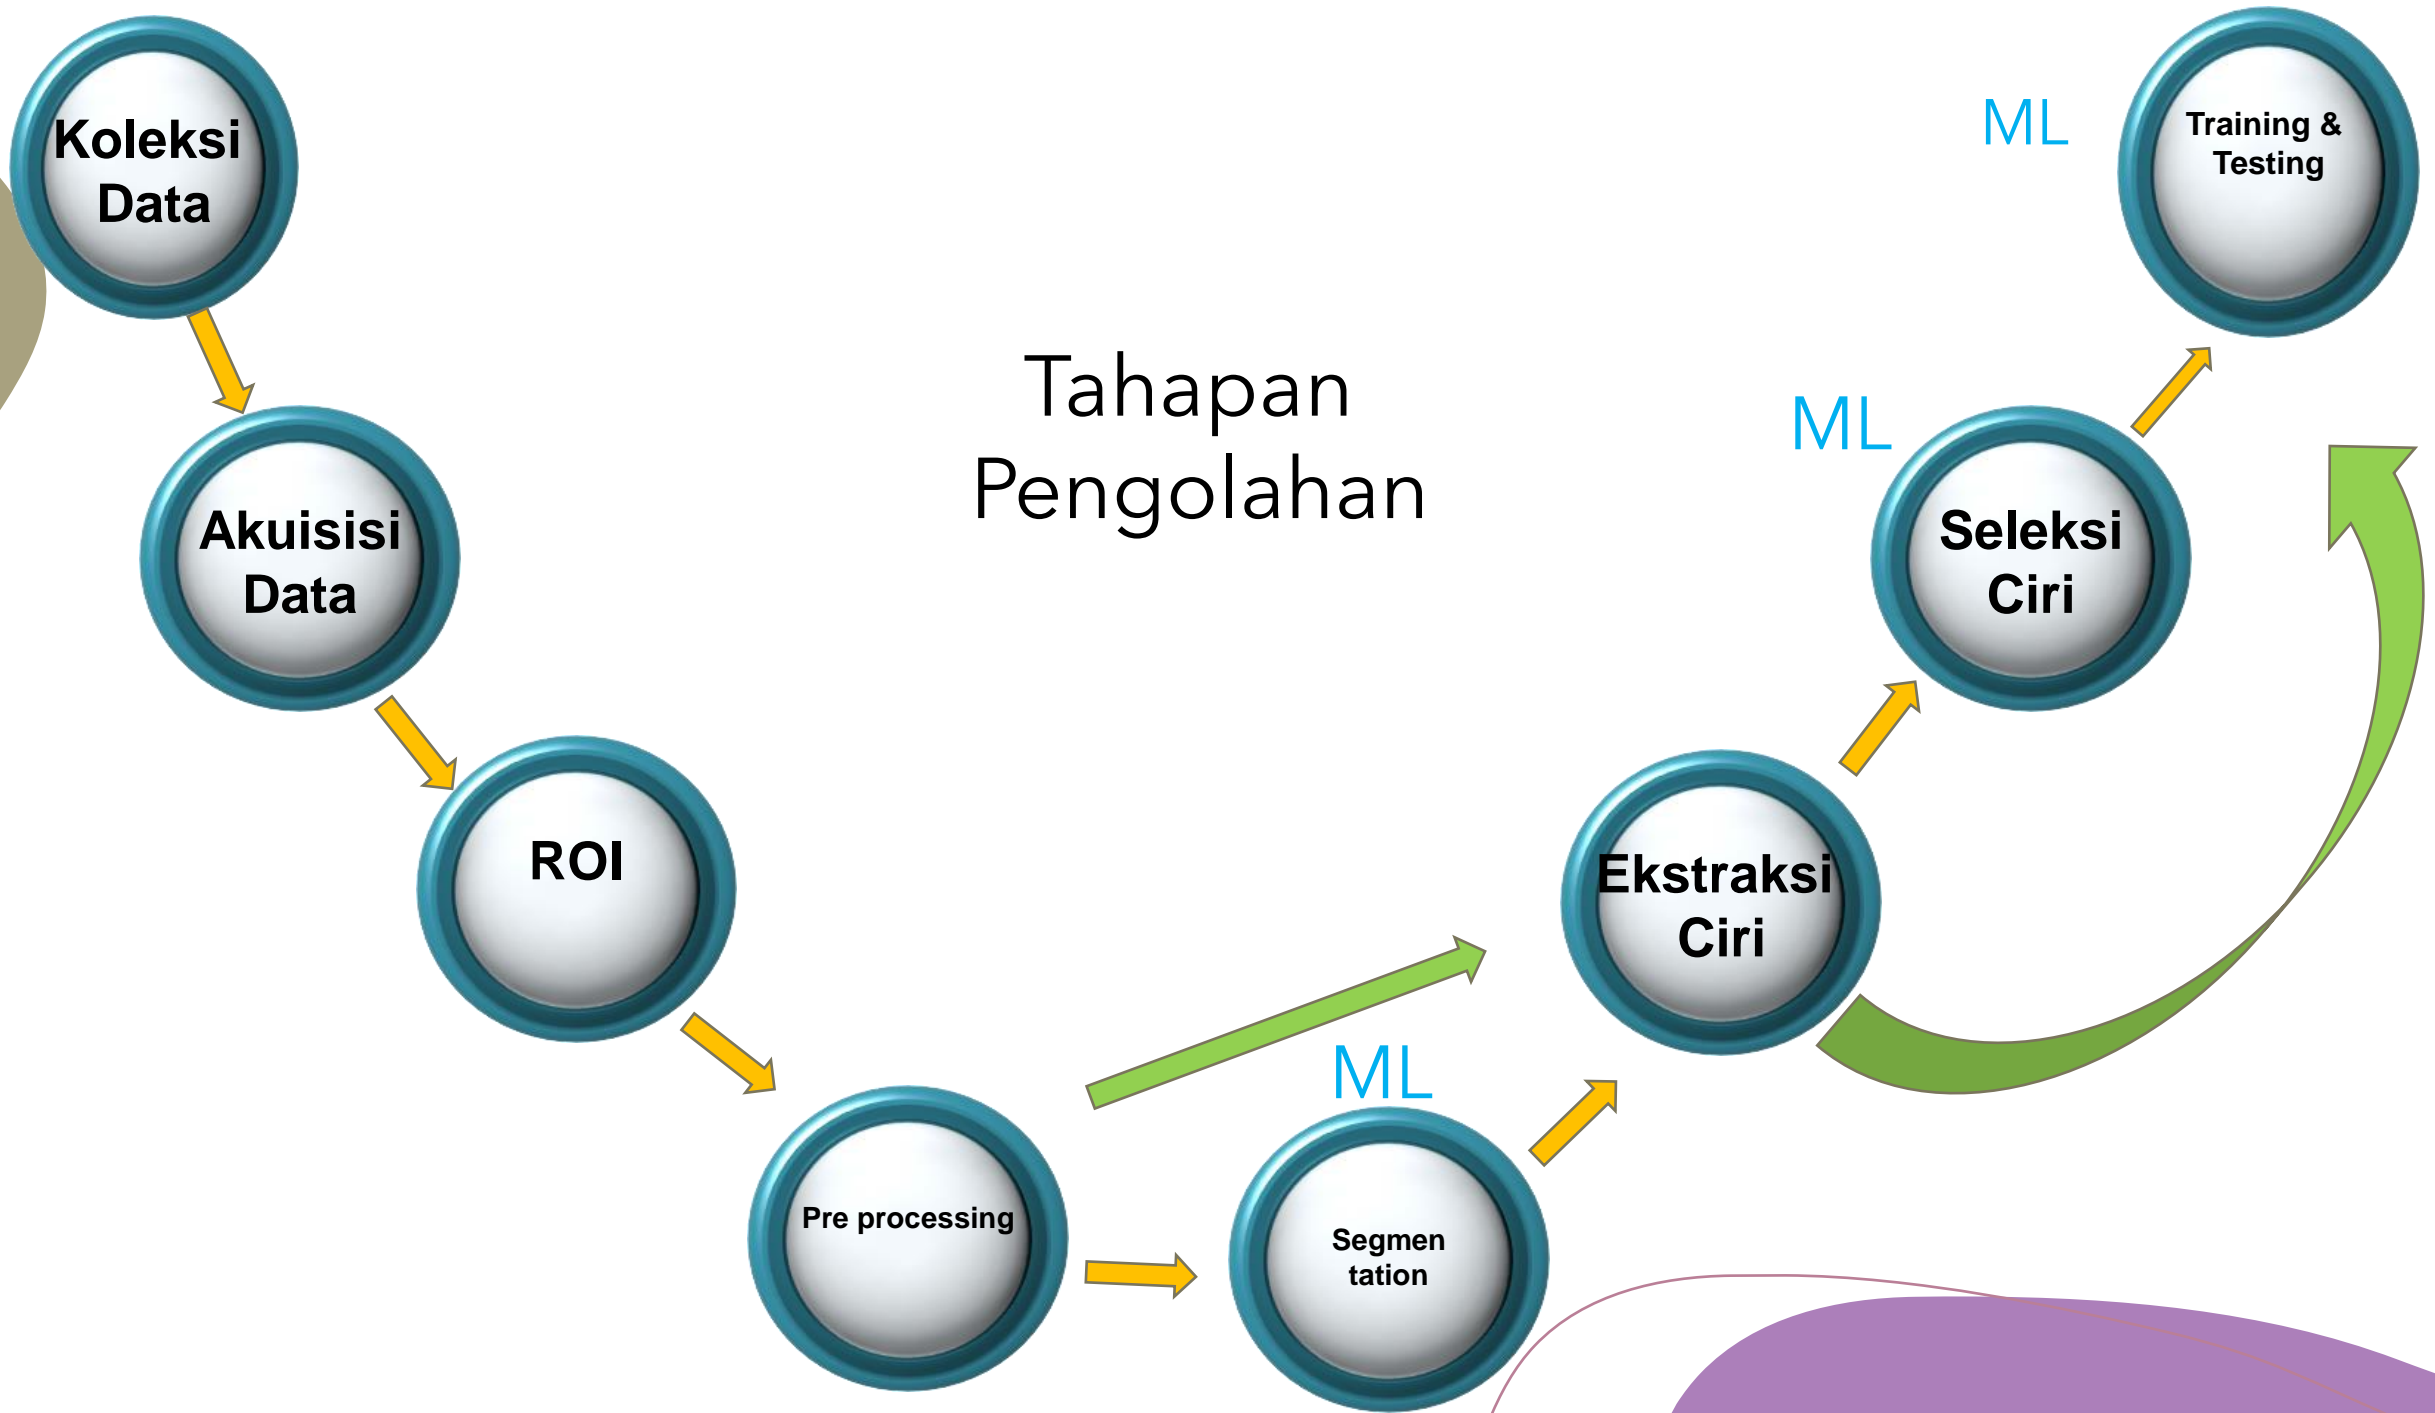 Koleksi
Data
Akuisisi
Data
ROI
Pre processing
Tahapan
Pengolahan
ML
Segmen
tation
Ekstraksi
Ciri
ML
Seleksi
Ciri
ML
Training &
Testing